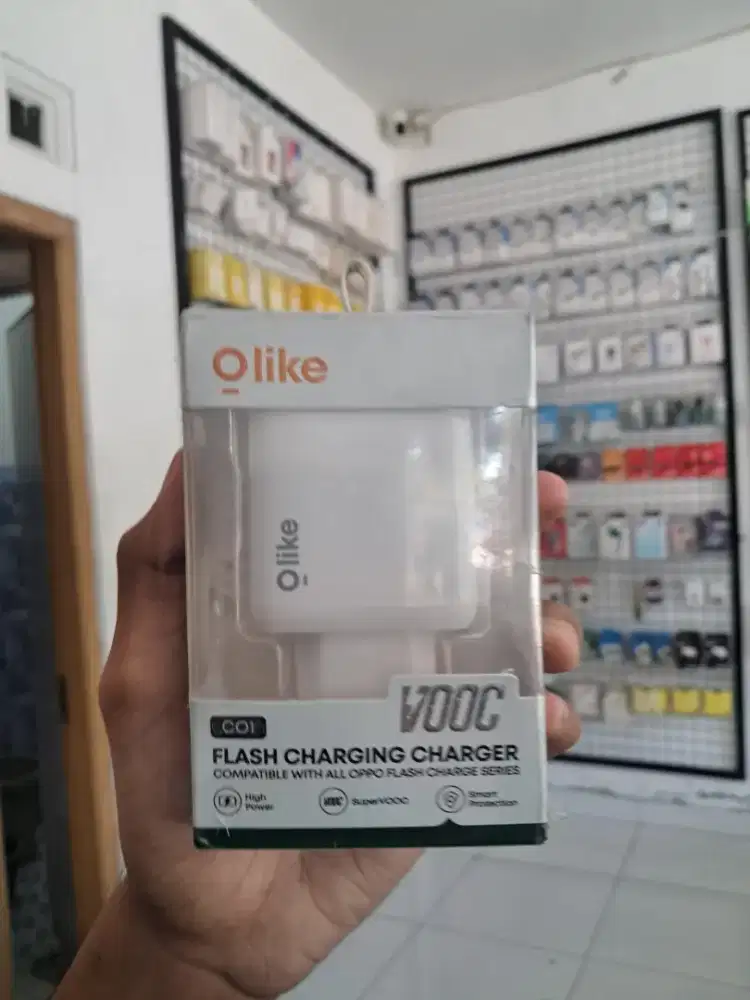 Olike
Olike
VOOC
C01
FLASH CHARGING CHARGER
COMPATIBLE WITH ALL OPPO FLASH CHARGE SERIES
High
Power
VOOC
SuperVOOC
Smart
Protection